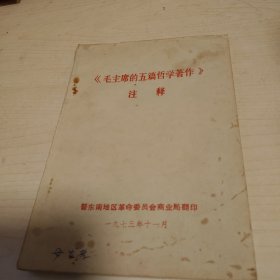 《毛主席的五篇哲学著作》
注释
晋东南地区革命委员会商业局翻印
一九七三年十一月